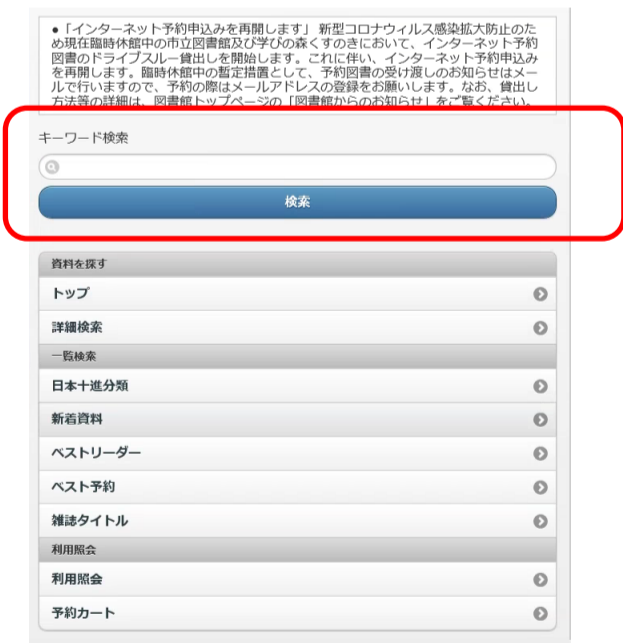 ●「インターネット予約申込みを再開します」 新型コロナウィルス感染拡大防止のた
め現在臨時休館中の市立図書館及び学びの森くすのきにおいて、インターネット予約
図書のドライブスルー貸出しを開始します。これに伴い、インターネット予約申込み
を再開します。臨時休館中の暫定措置として、予約図書の受け渡しのお知らせはメー
ルで行いますので、予約の際はメールアドレスの登録をお願いします。なお、貸出し
方法等の詳細は、図書館トップページの「図書館からのお知らせ」をご覧ください。
キーワード検索
検索
資料を探す
トップ
詳細検索
一覧検索
日本十進分類
新着資料
ベストリーダー
ベスト予約
雑誌タイトル
利用照会
利用照会
予約カート